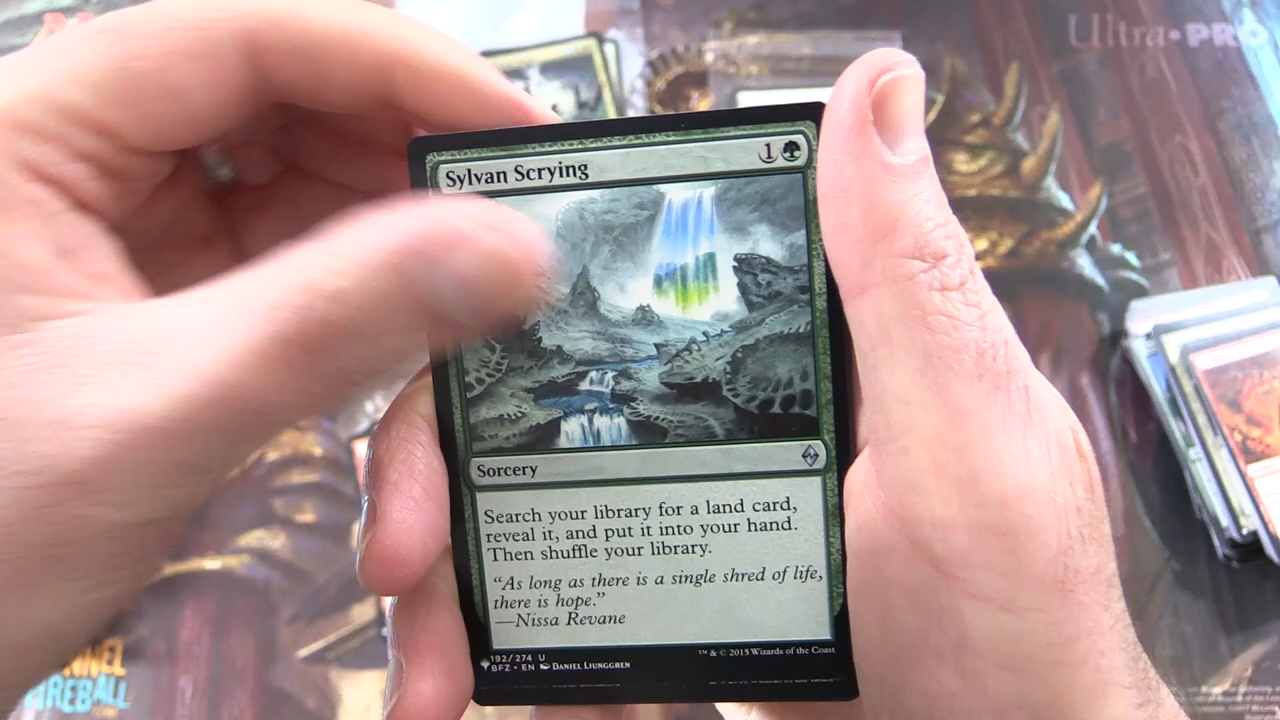 Ultra•PRO
Sylvan Scrying 1
Sorcery
Search your library for a land card,
reveal it, and put it into your hand.
Then shuffle your library.
“As long as there is a single shred of life,
there is hope.”
—Nissa Revane
192/274 U
BFZ • EN Daniel Ljunggren
™ & © 2015 Wizards of the Coast
FIREBALL